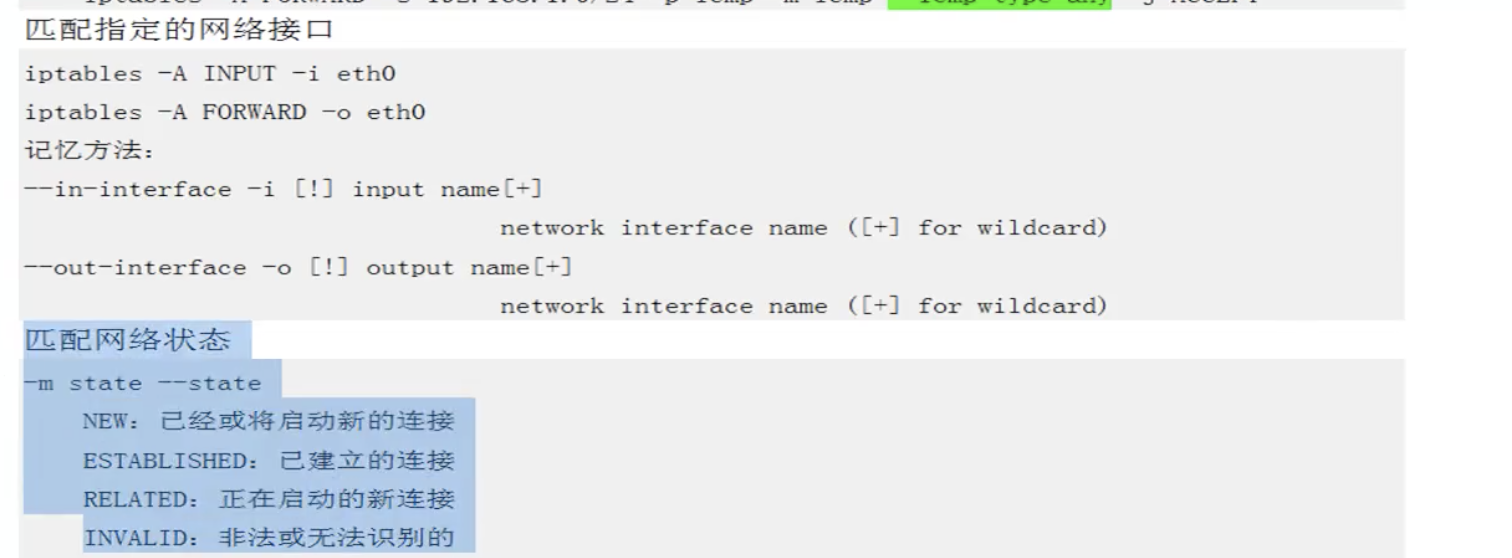 匹配指定的网络接口
iptables -A INPUT -i eth0
iptables -A FORWARD -o eth0
记忆方法：
--in-interface -i [!] input name[+]
network interface name ([+] for wildcard)
--out-interface -o [!] output name[+]
network interface name ([+] for wildcard)
匹配网络状态
-m state --state
NEW：已经或将启动新的连接
ESTABLISHED：已建立的连接
RELATED：正在启动的新连接
INVALID：非法或无法识别的